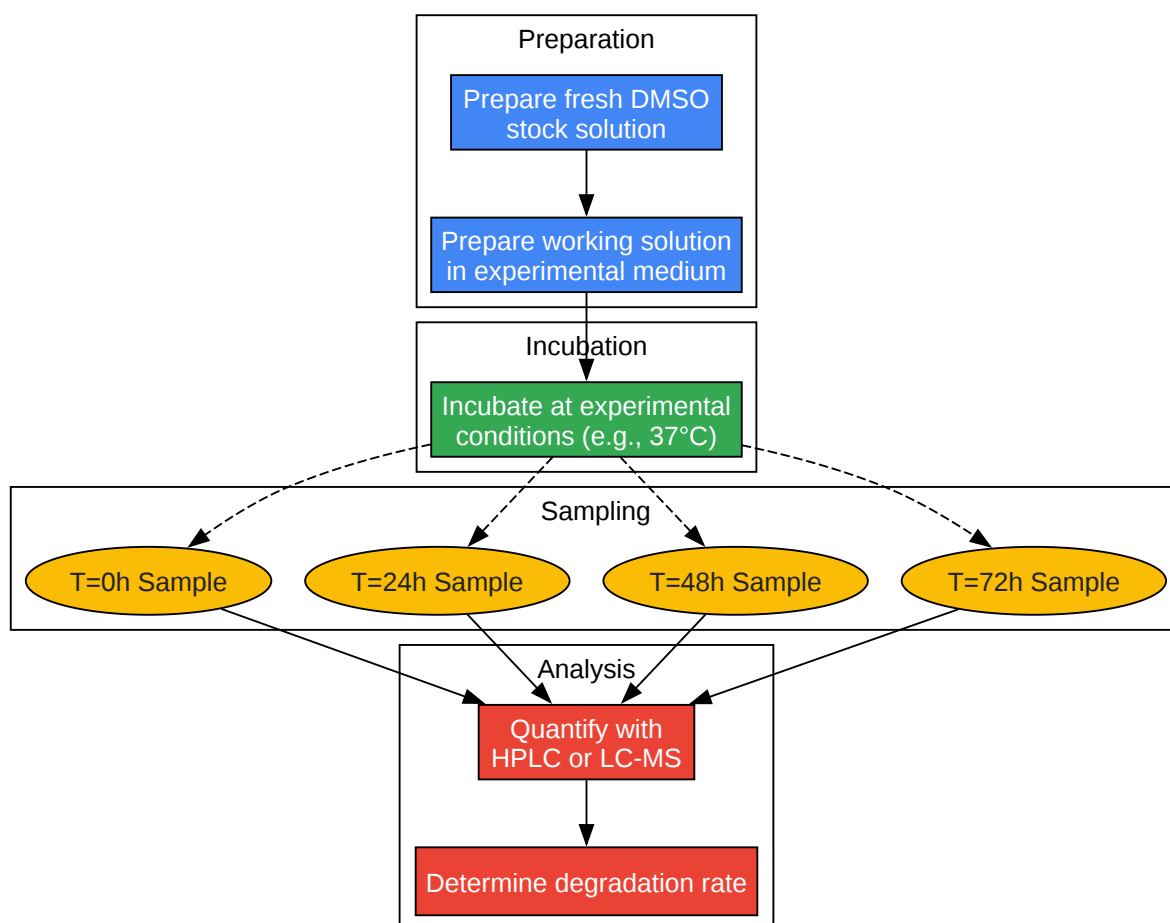 Preparation
Prepare fresh DMSO
stock solution
Prepare working solution
in experimental medium
Incubation
Incubate at experimental
conditions (e.g., 37°C)
Sampling
T=0h Sample
T=24h Sample
T=48h Sample
T=72h Sample
Analysis
Quantify with
HPLC or LC-MS
Determine degradation rate